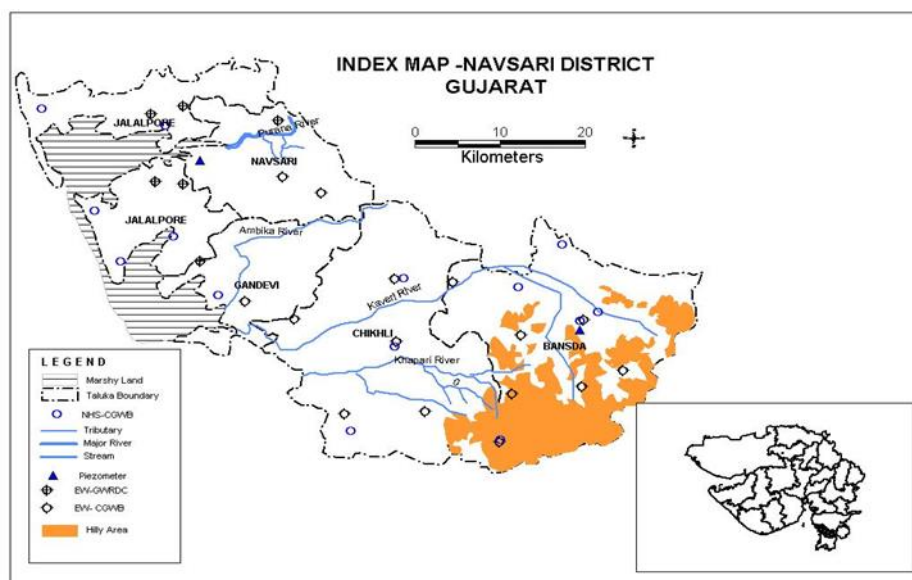 INDEX MAP -NAVSARI DISTRICT
GUJARAT
0 10 20
Kilometers
JALALPORE
Purana River
NAVSARI
JALALPORE
Ambika River
GANDEVI
Kaveri River
CHIKHLI
BANSDA
Khapari River
LEGEND
Marshy Land
Taluka Boundary
NHS-CGWB
Tributary
Major River
Stream
Piezometer
EW-GWRDC
EW- CGWB
Hilly Area